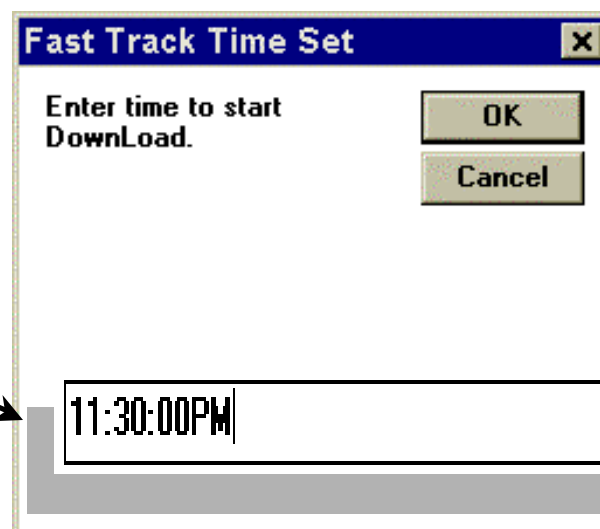 Fast Track Time Set
Enter time to start
DownLoad.
OK
Cancel
11:30:00PM